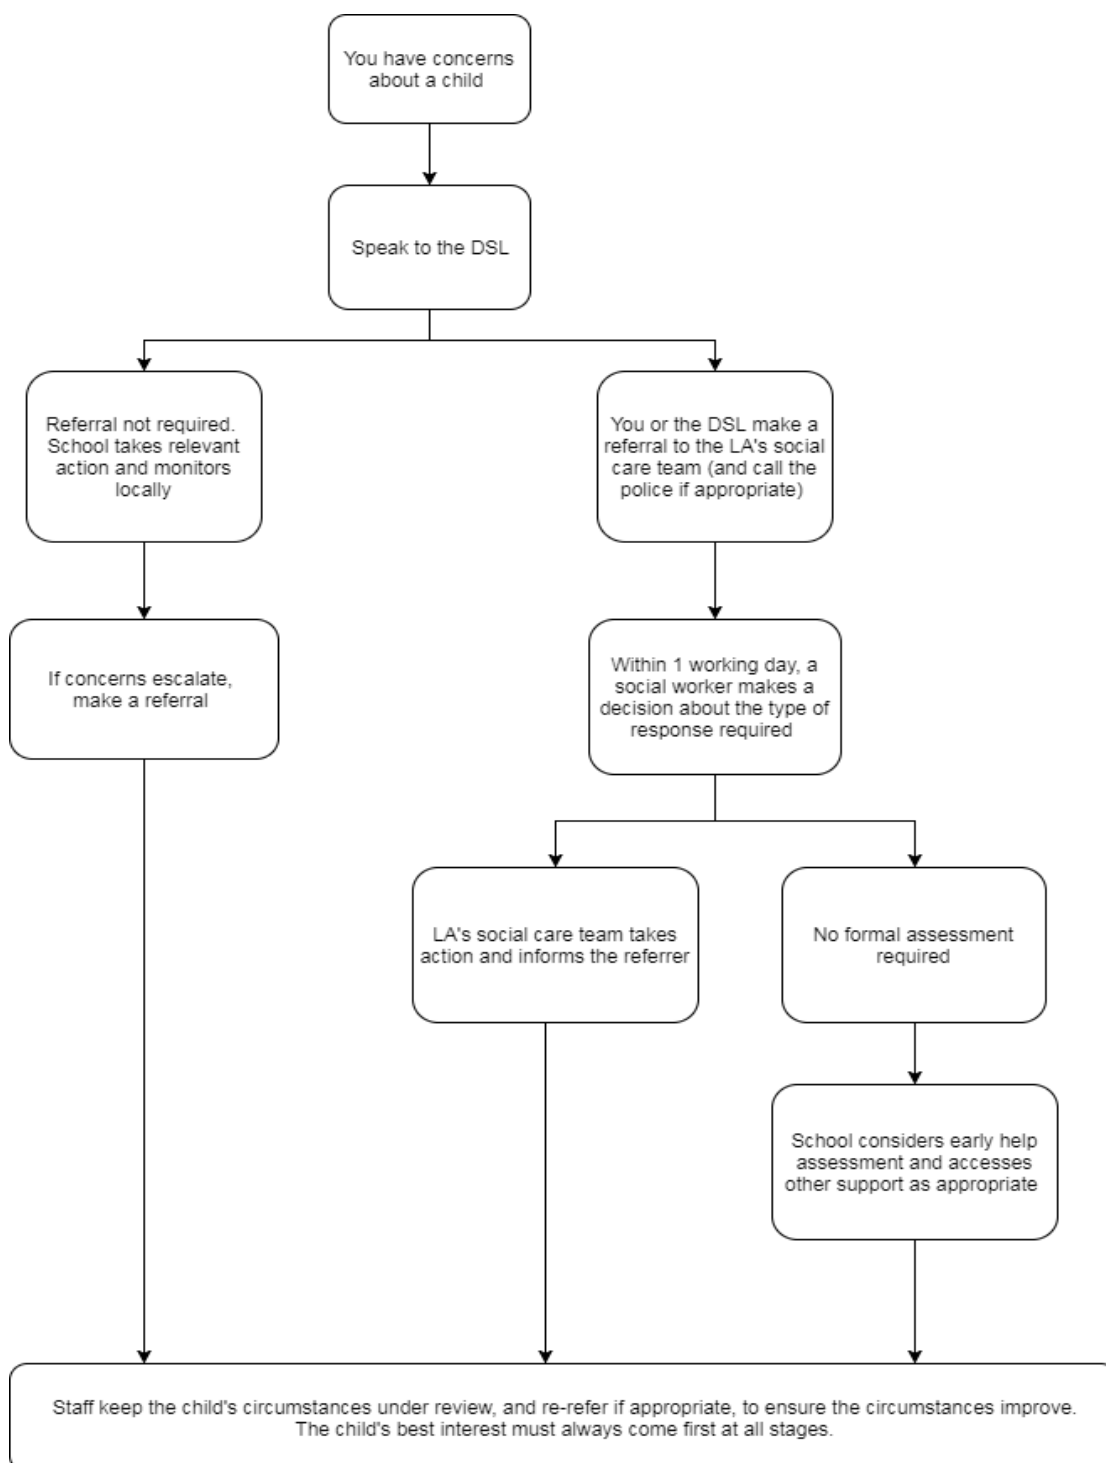 You have concerns
about a child
Speak to the DSL
Referral not required.
School takes relevant
action and monitors
locally
You or the DSL make a
referral to the LA's social
care team (and call the
police if appropriate)
If concerns escalate,
make a referral
Within 1 working day, a
social worker makes a
decision about the type of
response required
LA's social care team takes
action and informs the referrer
No formal assessment
required
School considers early help
assessment and accesses
other support as appropriate
Staff keep the child's circumstances under review, and re-refer if appropriate, to ensure the circumstances improve.
The child's best interest must always come first at all stages.